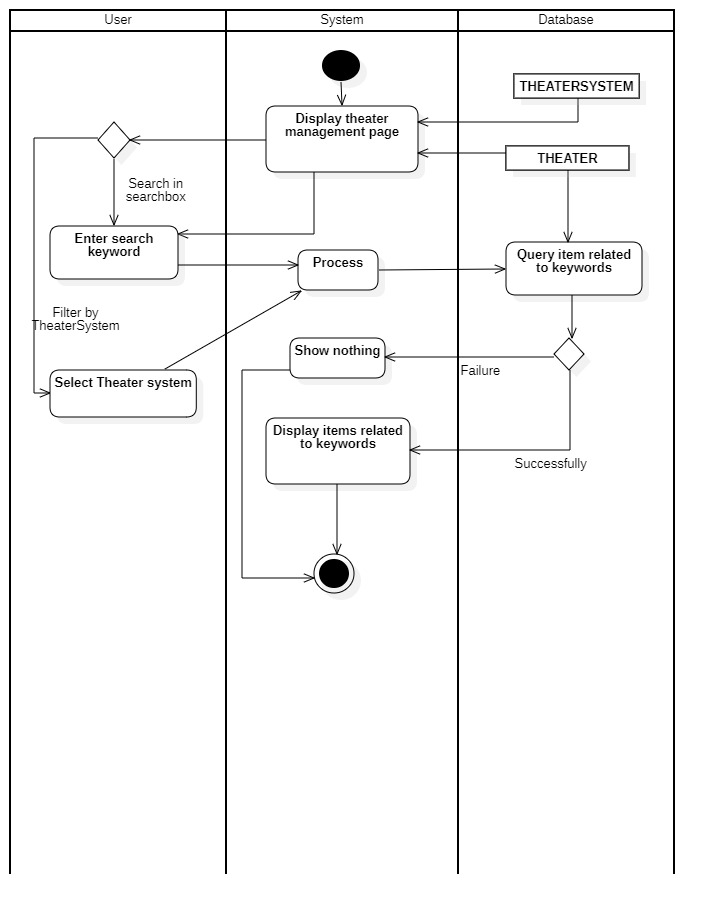 User
System
Database
THEATERSYSTEM
Display theater
management page
THEATER
Search in
searchbox
Enter search
keyword
Process
Query item related
to keywords
Filter by
TheaterSystem
Show nothing
Failure
Select Theater system
Display items related
to keywords
Successfully